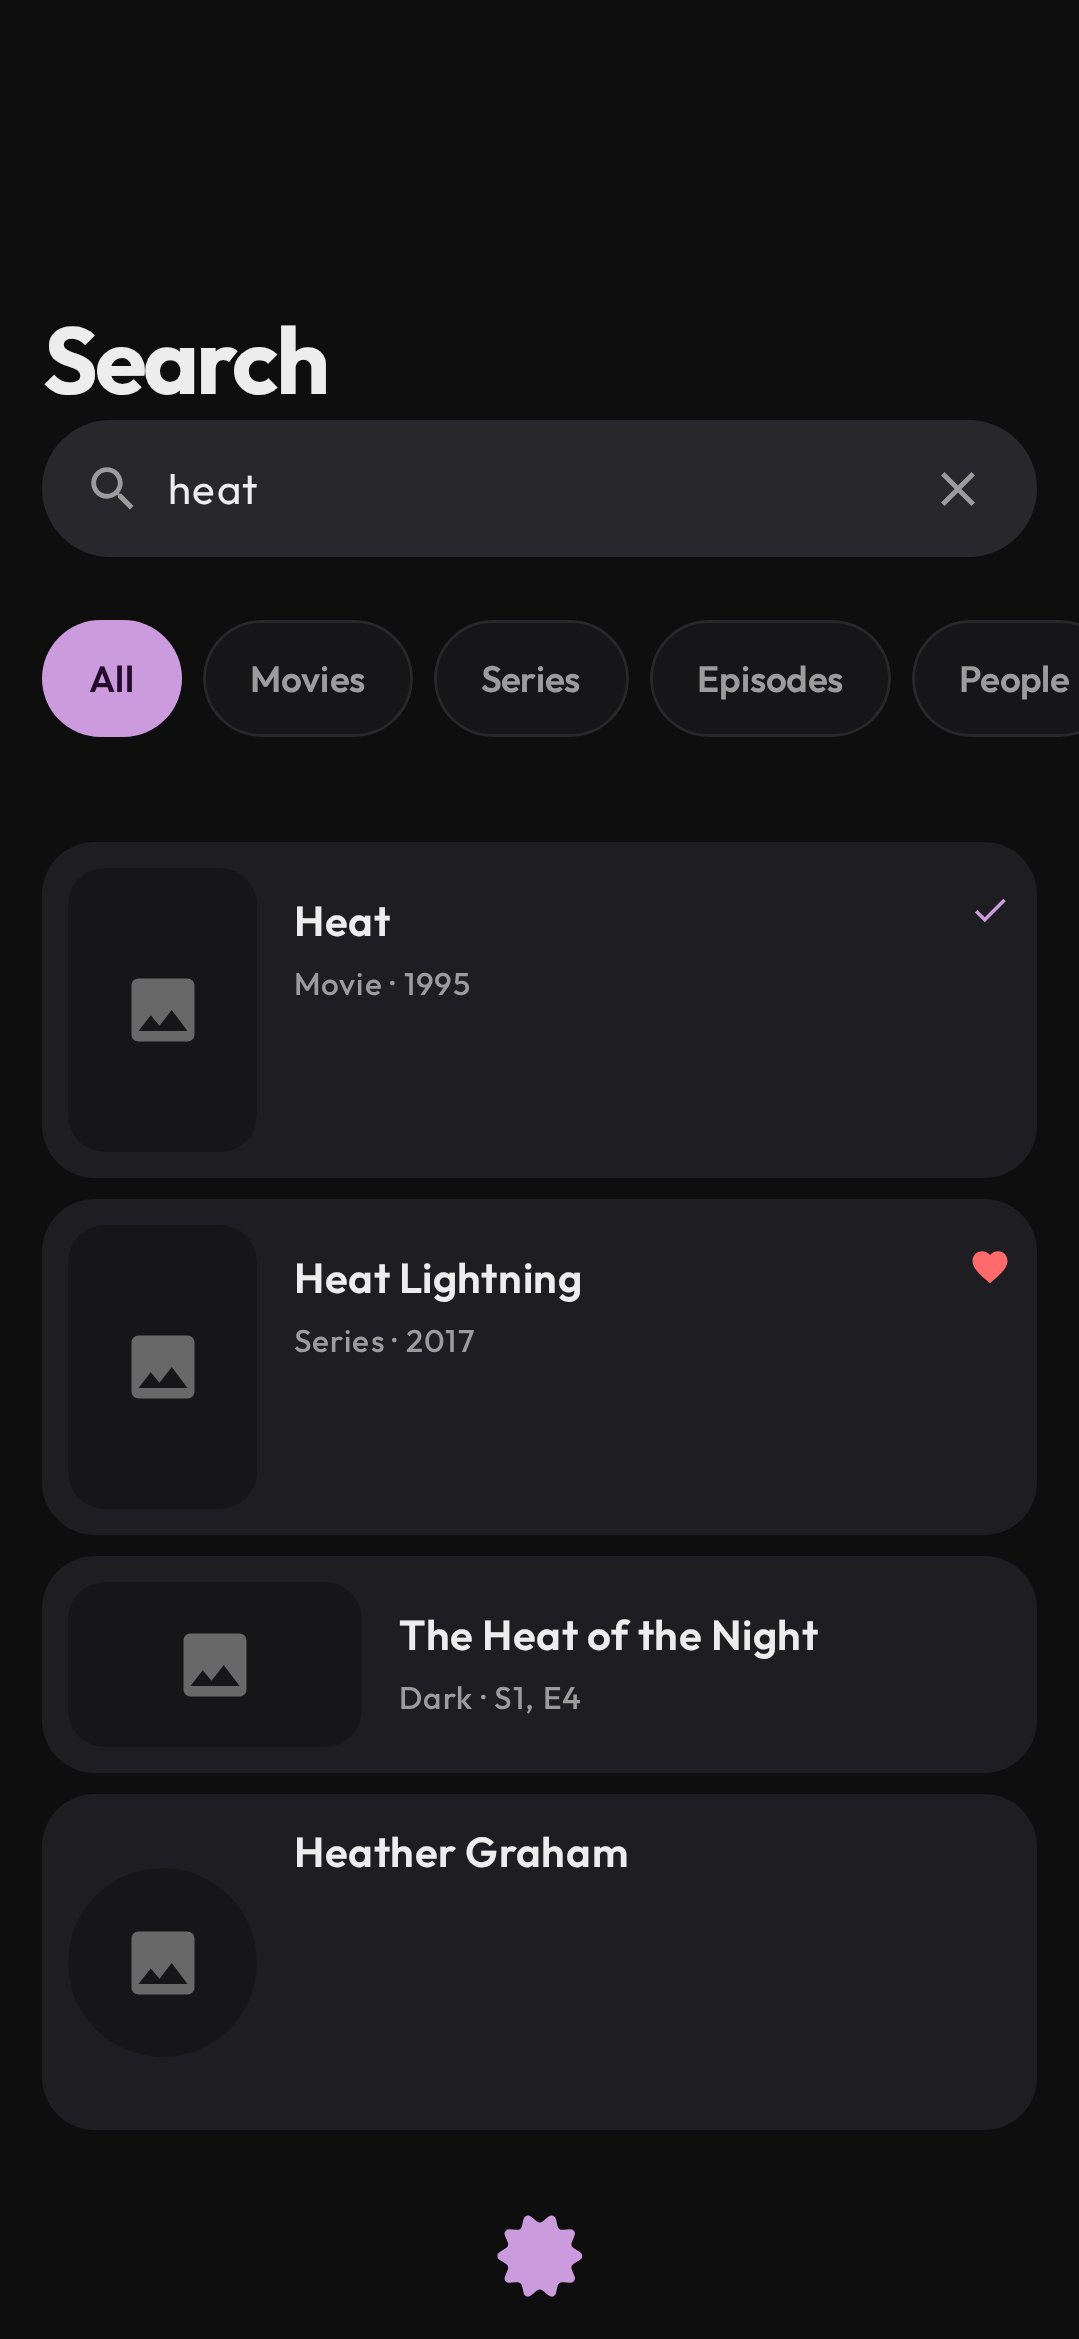 Search
heat
All
Movies
Series
Episodes
People
Heat
Movie · 1995
Heat Lightning
Series · 2017
The Heat of the Night
Dark · S1, E4
Heather Graham